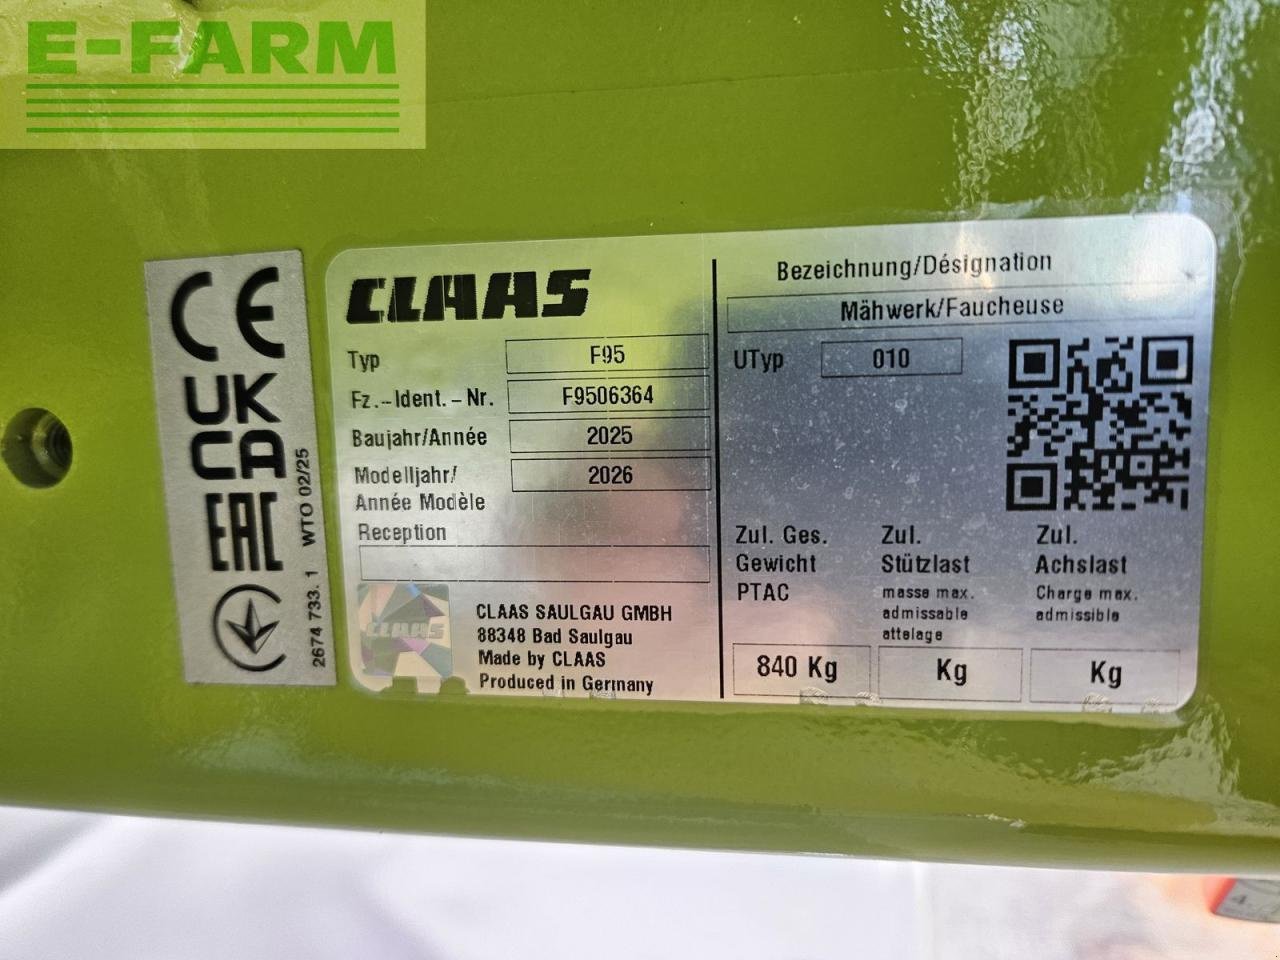 E-FARM
CE
UK
CA
EAC
2674 733. 1 WTO 02/25
CLAAS
Typ F95
Fz.-Ident.-Nr. F9506364
Baujahr/Année 2025
Modelljahr/ 2026
Année Modèle
Reception
CLAAS
CLAAS SAULGAU GMBH
88348 Bad Saulgau
Made by CLAAS
Produced in Germany
Bezeichnung/Désignation
Mähwerk/Faucheuse
UTyp 010
Zul. Ges.
Gewicht
PTAC
840 Kg
Zul.
Stützlast
masse max.
admissable
attelage
Kg
Zul.
Achslast
Charge max.
admissible
Kg